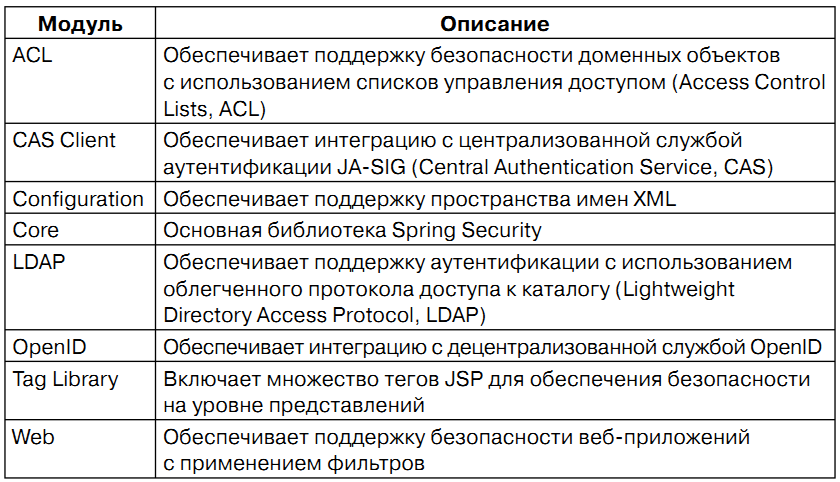 Модуль Описание
ACL Обеспечивает поддержку безопасности доменных объектов
с использованием списков управления доступом (Access Control
Lists, ACL)
CAS Client Обеспечивает интеграцию с централизованной службой
аутентификации JA-SIG (Central Authentication Service, CAS)
Configuration Обеспечивает поддержку пространства имен XML
Core Основная библиотека Spring Security
LDAP Обеспечивает поддержку аутентификации с использованием
облегченного протокола доступа к каталогу (Lightweight
Directory Access Protocol, LDAP)
OpenID Обеспечивает интеграцию с децентрализованной службой OpenID
Tag Library Включает множество тегов JSP для обеспечения безопасности
на уровне представлений
Web Обеспечивает поддержку безопасности веб-приложений
с применением фильтров